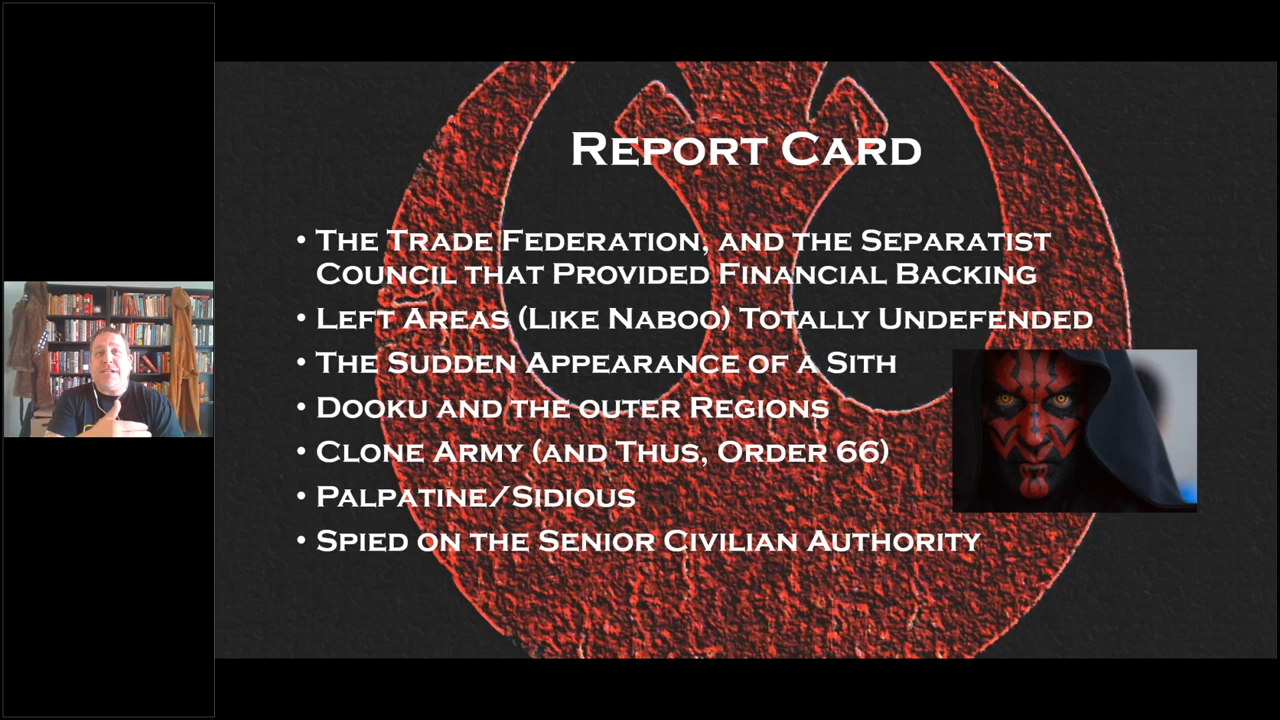 Report Card
• The Trade Federation, and the Separatist
Council that Provided Financial Backing
• Left Areas (Like Naboo) Totally Undefended
• The Sudden Appearance of a Sith
• Dooku and the outer Regions
• Clone Army (and Thus, Order 66)
• Palpatine/Sidious
• Spied on the Senior Civilian Authority